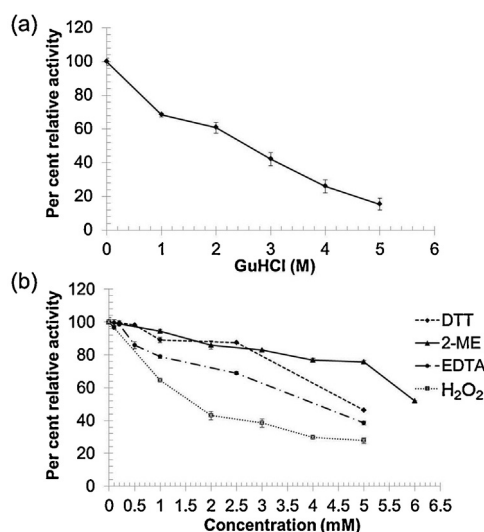 (a)
Per cent relative activity
120
100
80
60
40
20
0
0 1 2 3 4 5 6
GuHCl (M)
(b)
Per cent relative activity
120
100
80
60
40
20
0
0 0.5 1 1.5 2 2.5 3 3.5 4 4.5 5 5.5 6 6.5
Concentration (mM)
DTT
2-ME
EDTA
H₂O₂